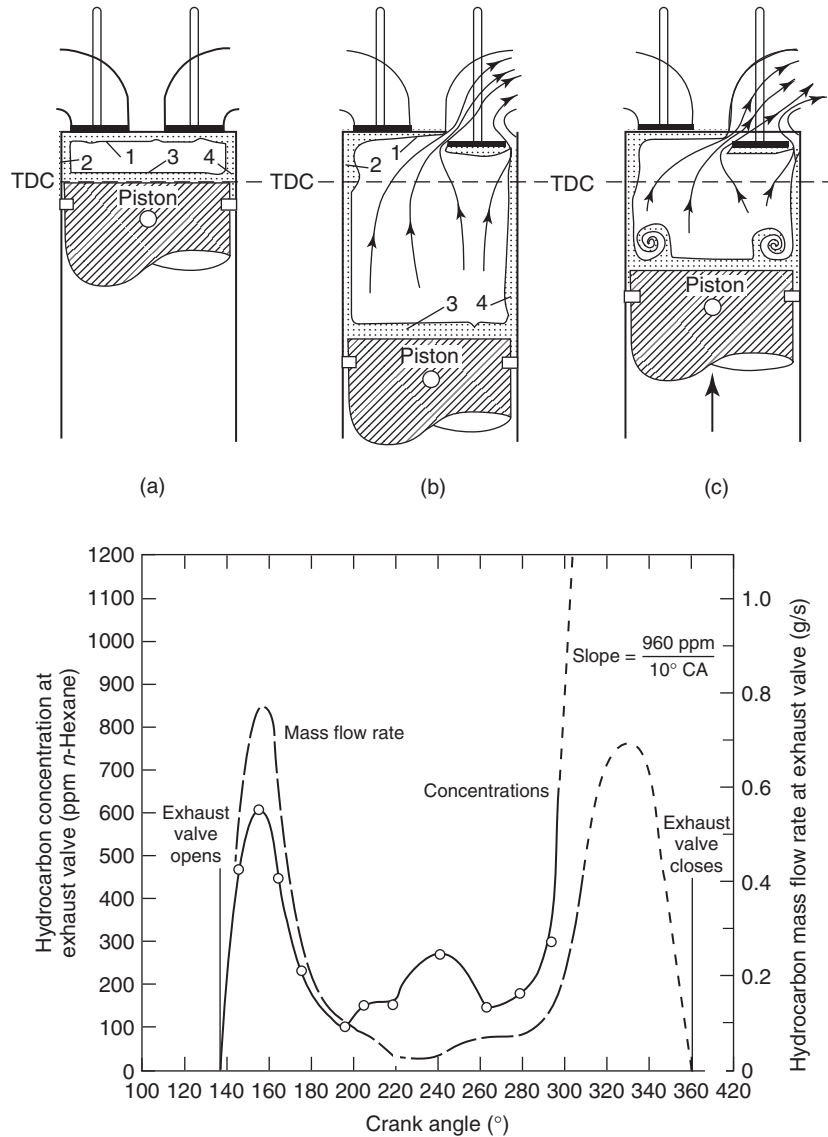 1
2
3
4
TDC
Piston
(a)
1
2
3
4
TDC
Piston
(b)
TDC
Piston
(c)
Hydrocarbon concentration at
exhaust valve (ppm n-Hexane)
1200
1100
1000
900
800
700
600
500
400
300
200
100
0
Exhaust
valve
opens
Mass flow rate
Concentrations
Slope = 960 ppm
10° CA
Exhaust
valve
closes
1.0
0.8
0.6
0.4
0.2
0
Hydrocarbon mass flow rate at exhaust valve (g/s)
100 140 160 180 200 220 240 260 280 300 320 340 360 380 400 420
Crank angle (°)